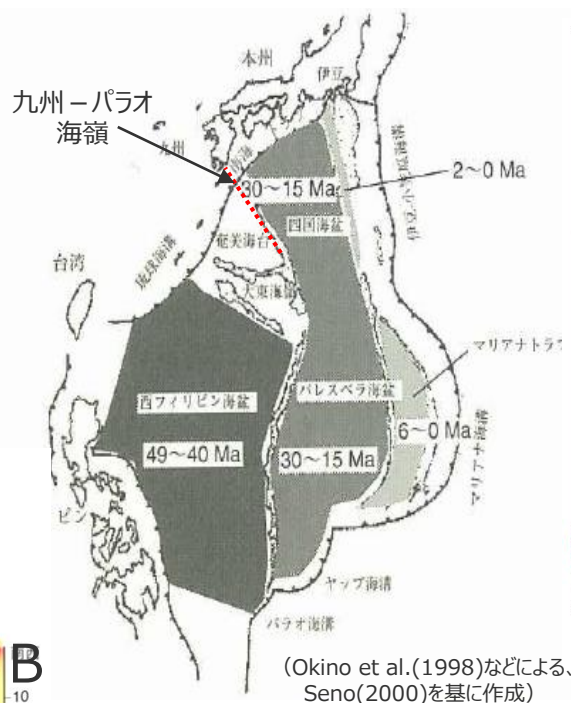 本州
伊豆
九州 – パラオ
海嶺
九州
2~0 Ma
30~15 Ma
四国海盆
奄美海台
台湾
琉球海溝
大東海嶺
マリアナトラフ
西フィリピン海盆
パレスベラ海盆
49~40 Ma
30~15 Ma
6~0 Ma
マリアナ海溝
ピン
ヤップ海溝
パラオ海溝
B
10
(Okino et al.(1998)などによる、
Seno(2000)を基に作成)